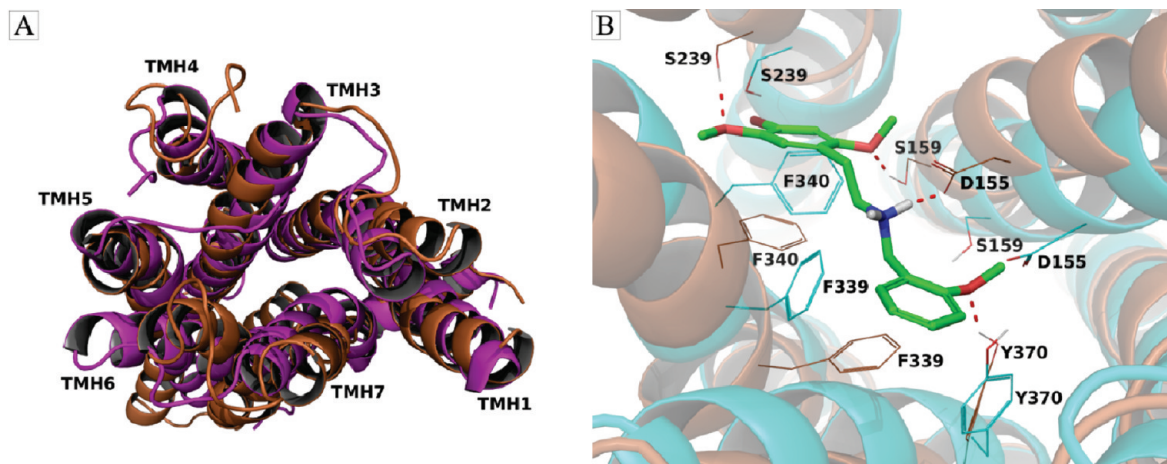 A
TMH4
TMH3
TMH5
TMH2
TMH6
TMH7
TMH1
B
S239
S239
S159
F340
D155
F340
S159
F339
D155
F339
Y370
Y370